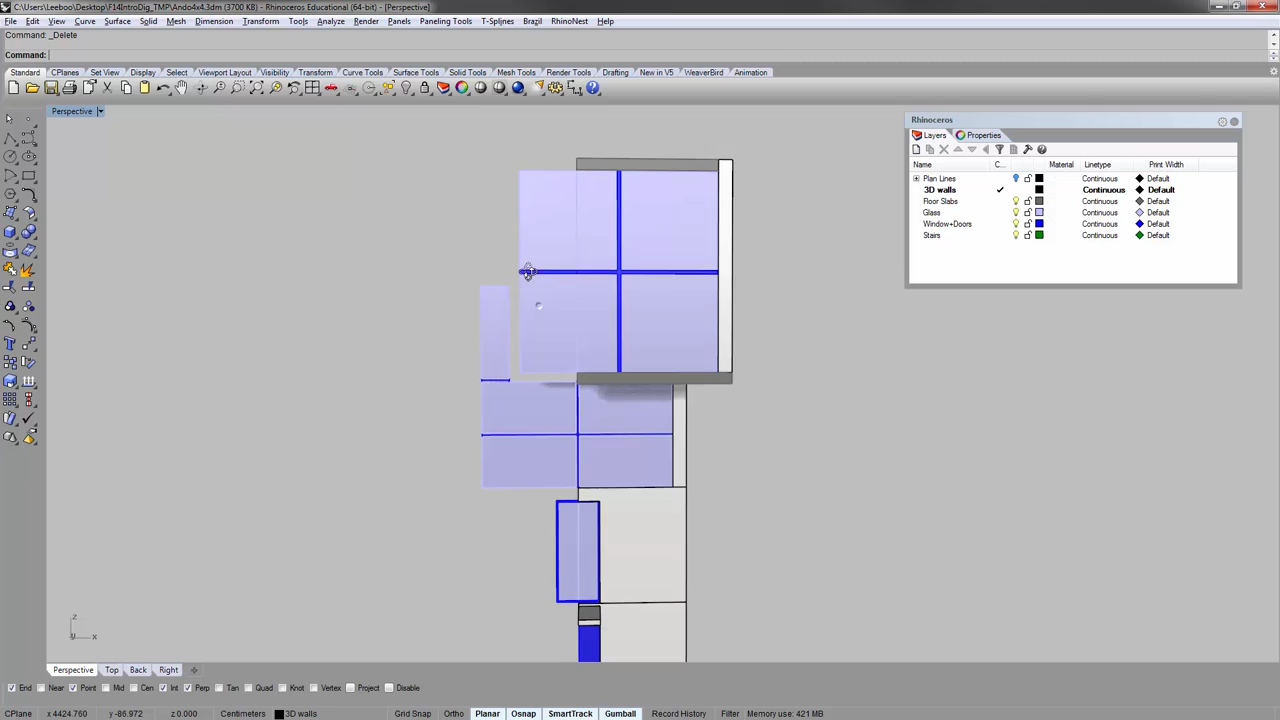 C:\Users\Leeboo\Desktop\F14IntroDig_TMP\Ando4x4.3dm (3700 KB) - Rhinoceros Educational (64-bit) - [Perspective]
File Edit View Curve Surface Solid Mesh Dimension Transform Tools Analyze Render Panels Paneling Tools T-Splines Brazil RhinoNest Help
Command: _Delete
Command:
Standard CPlanes Set View Display Select Viewport Layout Visibility Transform Curve Tools Surface Tools Solid Tools Mesh Tools Render Tools Drafting New in V5 WeaverBird Animation
Perspective
Rhinoceros
Layers Properties
Name C... Material Linetype Print Width
Plan Lines Continuous Default
3D walls Continuous Default
Floor Slabs Continuous Default
Glass Continuous Default
Window+Doors Continuous Default
Stairs Continuous Default
z
y x
Perspective Top Back Right
End Near Point Mid Cen Int Perp Tan Quad Knot Vertex Project Disable
CPlane x 4424.760 y -86.972 z 0.000 Centimeters 3D walls Grid Snap Ortho Planar Osnap SmartTrack Gumball Record History Filter Memory use: 421 MB